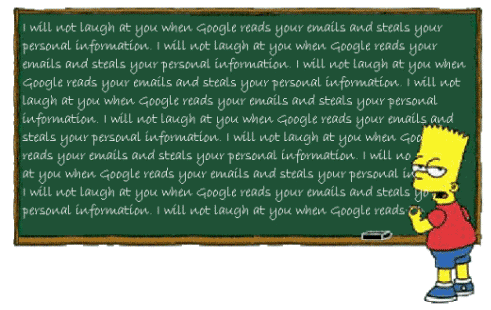 I will not laugh at you when Google reads your emails and steals your
personal information. I will not laugh at you when Google reads your
emails and steals your personal information. I will not laugh at you when
Google reads your emails and steals your personal information. I will not
laugh at you when Google reads your emails and steals your personal
information. I will not laugh at you when Google reads your emails and
steals your personal information. I will not laugh at you when Goo
reads your emails and steals your personal information. I will no
at you when Google reads your emails and steals your personal in
I will not laugh at you when Google reads your emails and steals yo
personal information. I will not laugh at you when Google reads